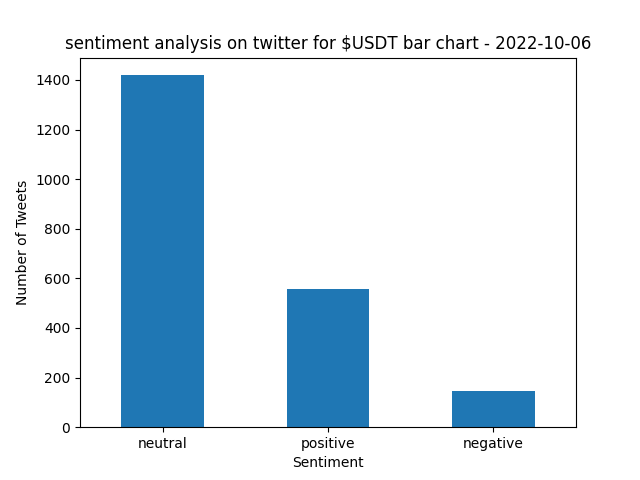 sentiment analysis on twitter for $USDT bar chart - 2022-10-06
1400
1200
1000
800
600
400
200
0
Number of Tweets
neutral positive negative
Sentiment